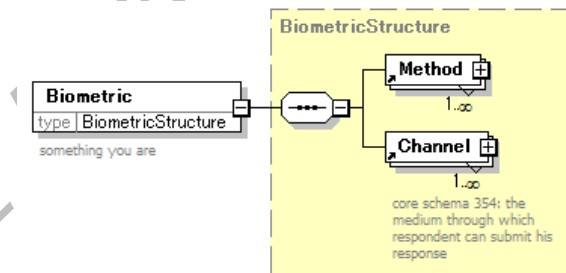 BiometricStructure
Biometric
type BiometricStructure
something you are
Method
1..∞
Channel
1..∞
core schema 354: the
medium through which
respondent can submit his
response